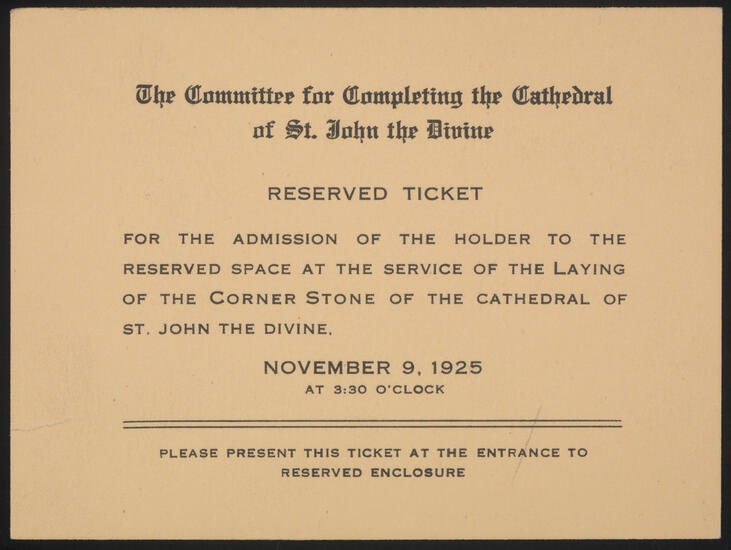 The Committee for Completing the Cathedral
of St. John the Divine
RESERVED TICKET
FOR THE ADMISSION OF THE HOLDER TO THE
RESERVED SPACE AT THE SERVICE OF THE LAYING
OF THE CORNER STONE OF THE CATHEDRAL OF
ST. JOHN THE DIVINE.
NOVEMBER 9, 1925
AT 3:30 O'CLOCK
PLEASE PRESENT THIS TICKET AT THE ENTRANCE TO
RESERVED ENCLOSURE